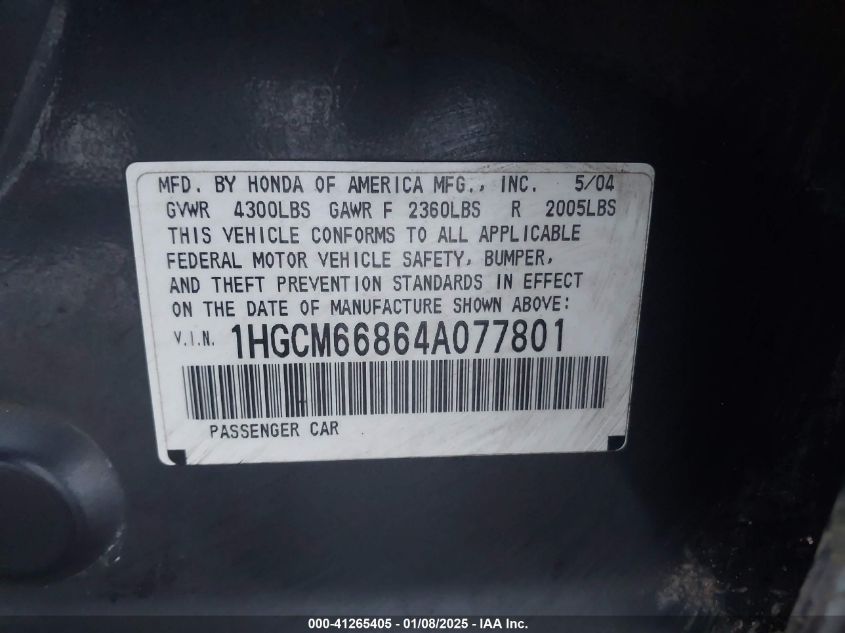 MFD. BY HONDA OF AMERICA MFG., INC. 5/04
GVWR 4300LBS GAWR F 2360LBS R 2005LBS
THIS VEHICLE CONFORMS TO ALL APPLICABLE
FEDERAL MOTOR VEHICLE SAFETY, BUMPER,
AND THEFT PREVENTION STANDARDS IN EFFECT
ON THE DATE OF MANUFACTURE SHOWN ABOVE:
V.I.N. 1HGCM66864A077801
PASSENGER CAR
000-41265405 - 01/08/2025 - IAA Inc.